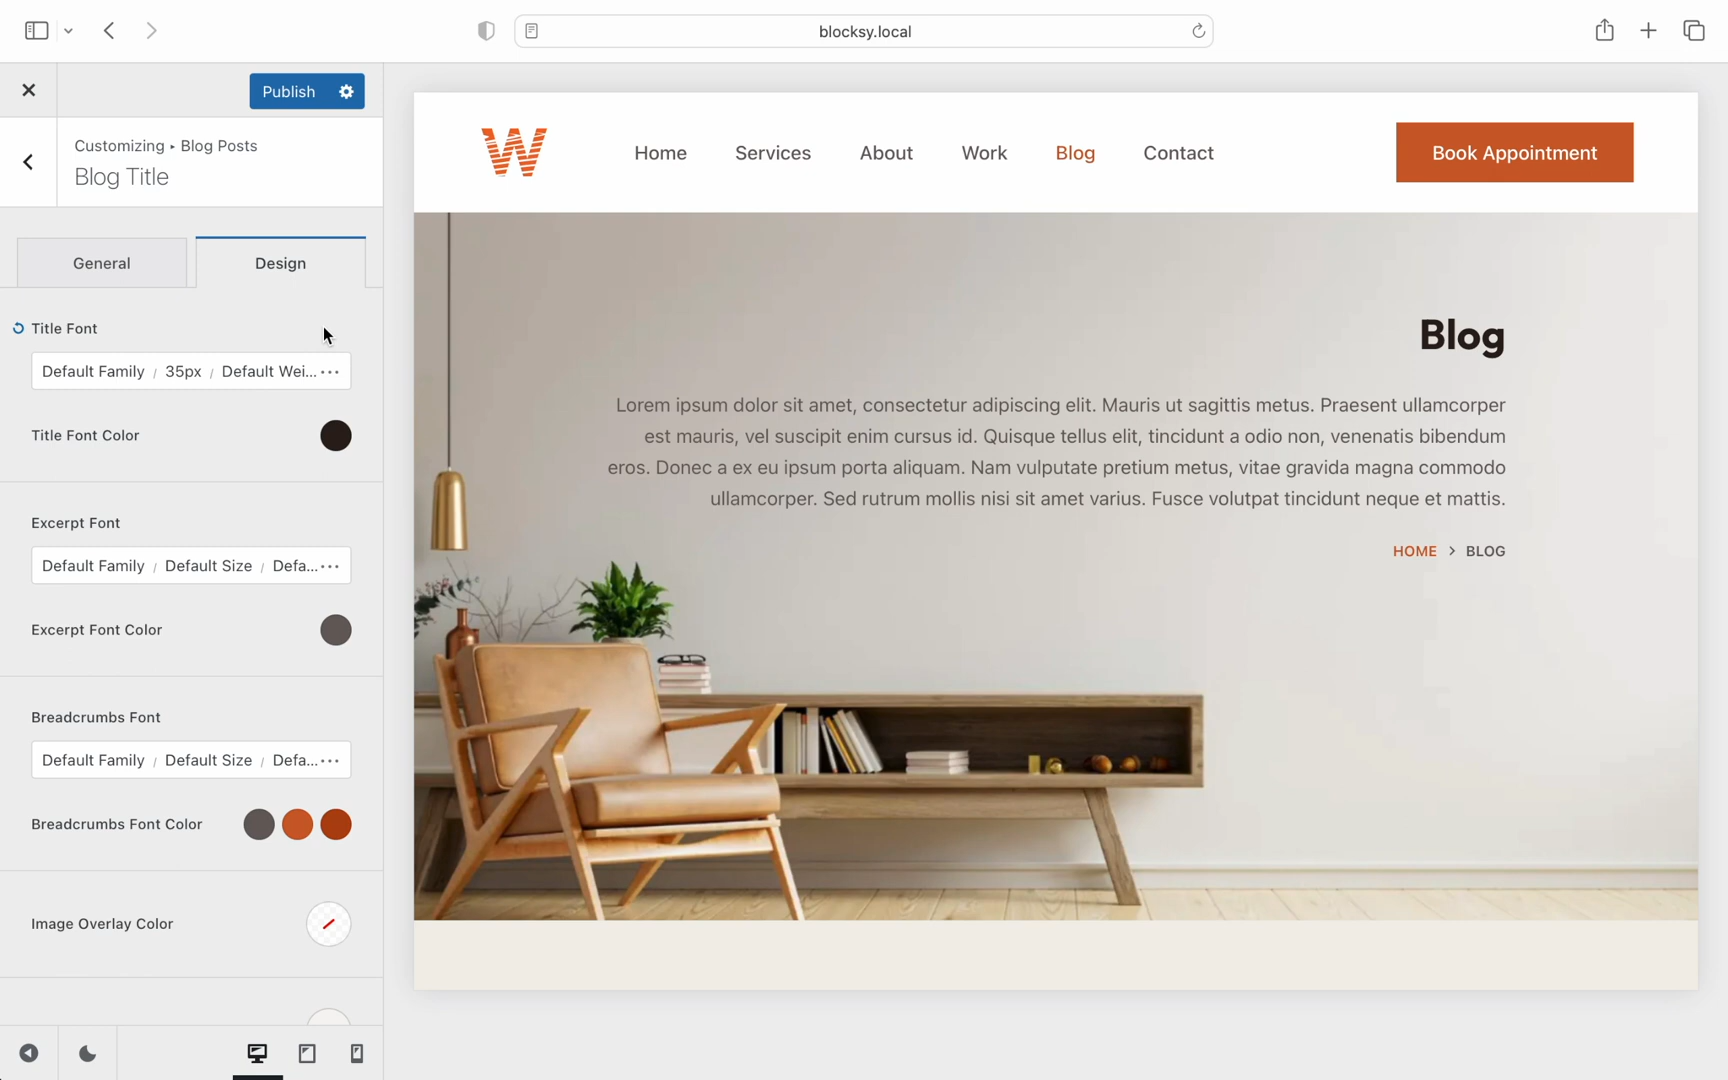 blocksy.local
Publish
Customizing ▸ Blog Posts
Blog Title
General
Design
Title Font
Default Family / 35px / Default Wei...
Title Font Color
Excerpt Font
Default Family / Default Size / Defa...
Excerpt Font Color
Breadcrumbs Font
Default Family / Default Size / Defa...
Breadcrumbs Font Color
Image Overlay Color
W
Home Services About Work Blog Contact
Book Appointment
Blog
Lorem ipsum dolor sit amet, consectetur adipiscing elit. Mauris ut sagittis metus. Praesent ullamcorper
est mauris, vel suscipit enim cursus id. Quisque tellus elit, tincidunt a odio non, venenatis bibendum
eros. Donec a ex eu ipsum porta aliquam. Nam vulputate pretium metus, vitae gravida magna commodo
ullamcorper. Sed rutrum mollis nisi sit amet varius. Fusce volutpat tincidunt neque et mattis.
HOME > BLOG